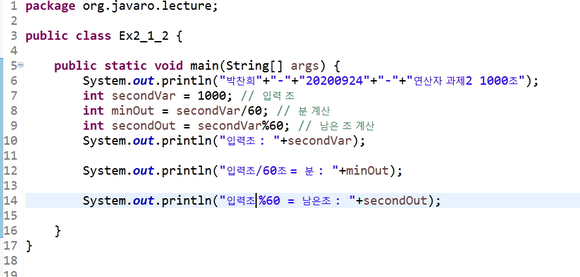 1 package org.javaro.lecture;
2
3 public class Ex2_1_2 {
4
5 public static void main(String[] args) {
6 System.out.println("박찬희"+"-"+"20200924"+"-"+"연산자 과제2 1000초");
7 int secondVar = 1000; // 입력 초
8 int minOut = secondVar/60; // 분 계산
9 int secondOut = secondVar%60; // 남은 초 계산
10 System.out.println("입력초 : "+secondVar);
11
12 System.out.println("입력초/60초 = 분 : "+minOut);
13
14 System.out.println("입력초%60 = 남은초 : "+secondOut);
15
16 }
17 }
18
19